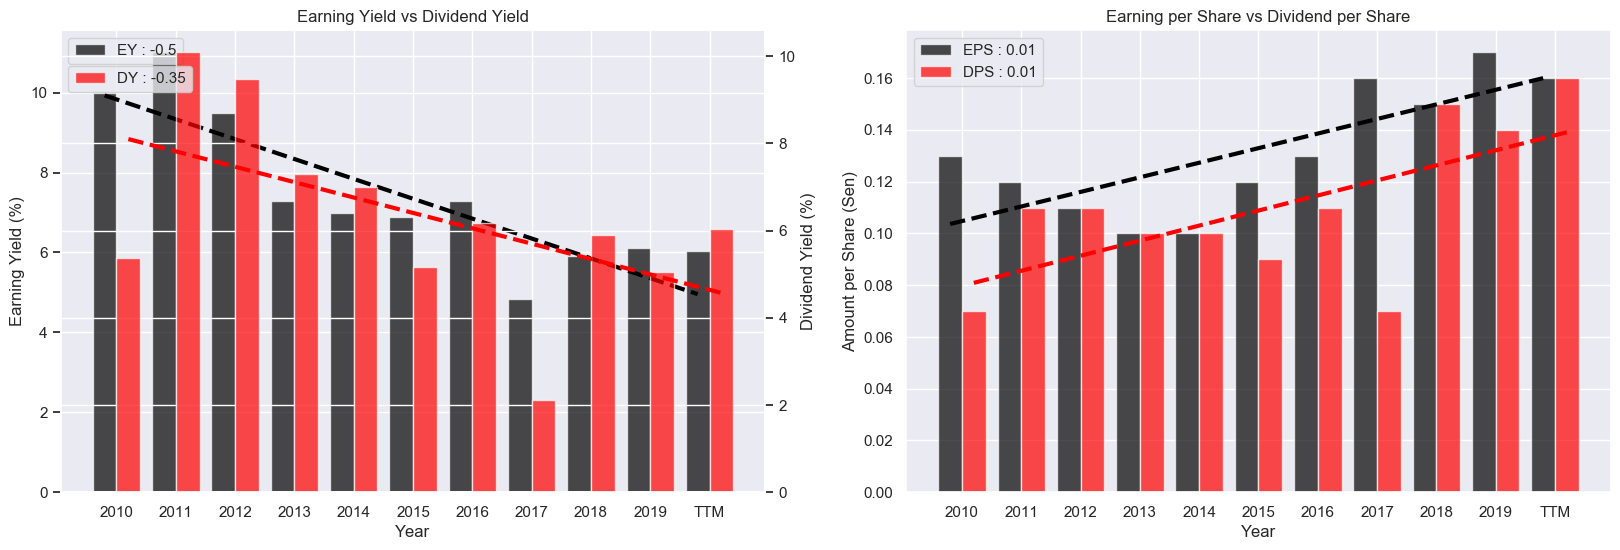 Earning Yield vs Dividend Yield
EY : -0.5
DY : -0.35
Earning Yield (%)
10
8
6
4
2
0
10
8
6
4
2
0
Dividend Yield (%)
2010 2011 2012 2013 2014 2015 2016 2017 2018 2019 TTM
Year
Earning per Share vs Dividend per Share
EPS : 0.01
DPS : 0.01
Amount per Share (Sen)
0.16
0.14
0.12
0.10
0.08
0.06
0.04
0.02
0.00
2010 2011 2012 2013 2014 2015 2016 2017 2018 2019 TTM
Year